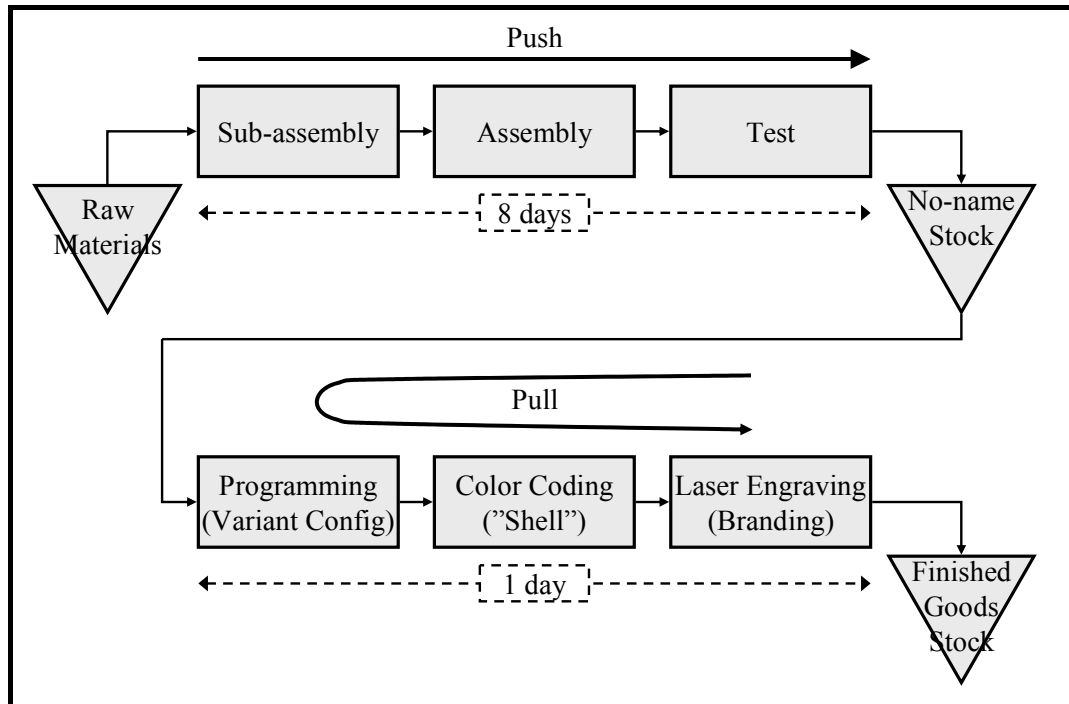 Push
Sub-assembly
Assembly
Test
Raw
Materials
8 days
No-name
Stock
Pull
Programming
(Variant Config)
Color Coding
(”Shell”)
Laser Engraving
(Branding)
1 day
Finished
Goods
Stock